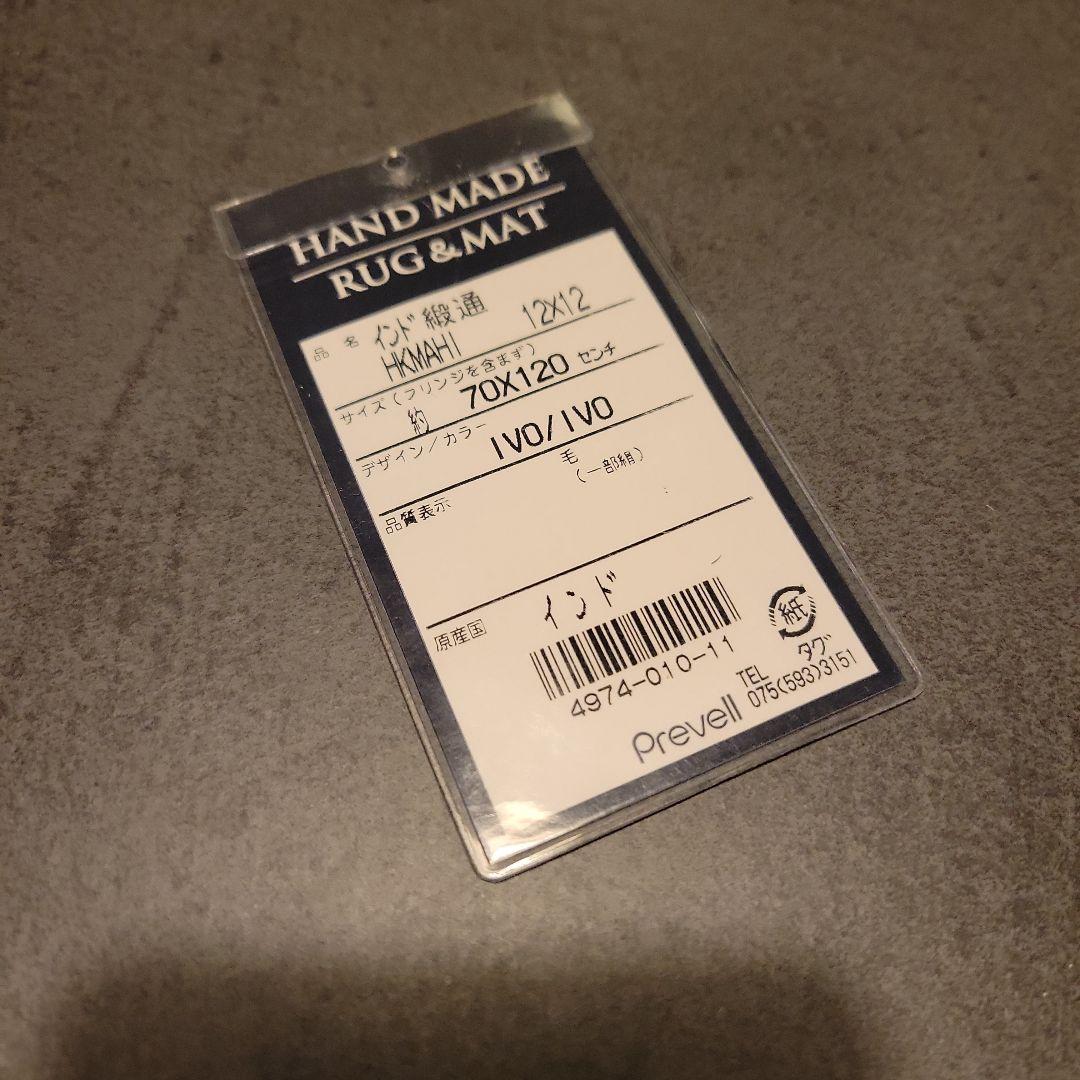 HAND MADE
RUG & MAT
品 名 インド緞通
HKMAHI 12X12
サイズ(フリンジを含まず)
約 70X120 センチ
デザイン/カラー IVO/IVO
毛
(一部絹)
品質表示
原産国 インド
4974-010-11
紙
タグ
Prevell
TEL
075(593)3151